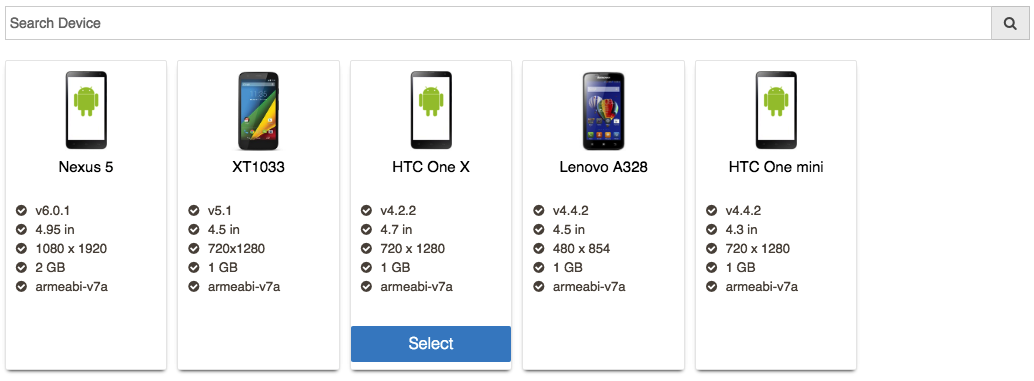 Search Device
Nexus 5
v6.0.1
4.95 in
1080 x 1920
2 GB
armeabi-v7a
XT1033
v5.1
4.5 in
720x1280
1 GB
armeabi-v7a
HTC One X
v4.2.2
4.7 in
720 x 1280
1 GB
armeabi-v7a
Select
Lenovo A328
v4.4.2
4.5 in
480 x 854
1 GB
armeabi-v7a
HTC One mini
v4.4.2
4.3 in
720 x 1280
1 GB
armeabi-v7a